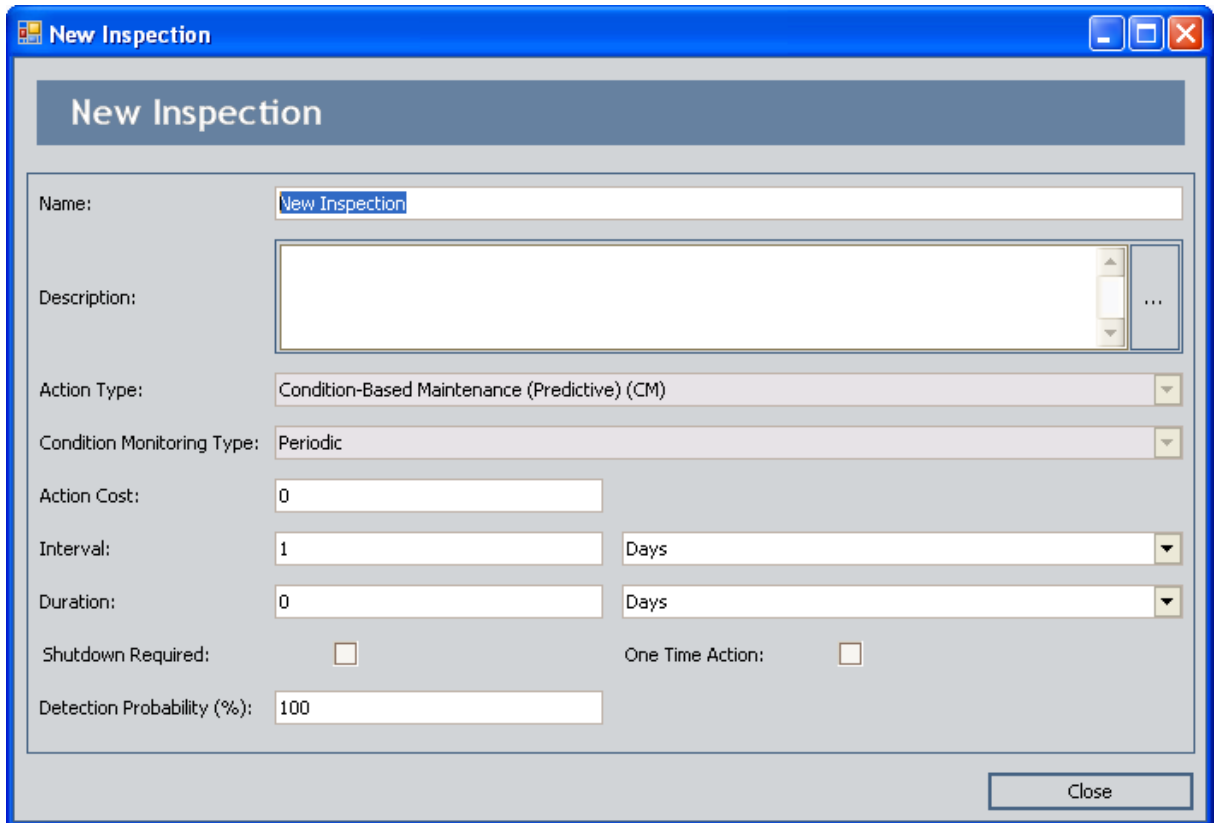 New Inspection
New Inspection
Name: New Inspection
Description: ...
Action Type: Condition-Based Maintenance (Predictive) (CM)
Condition Monitoring Type: Periodic
Action Cost: 0
Interval: 1 Days
Duration: 0 Days
Shutdown Required: One Time Action:
Detection Probability (%): 100
Close